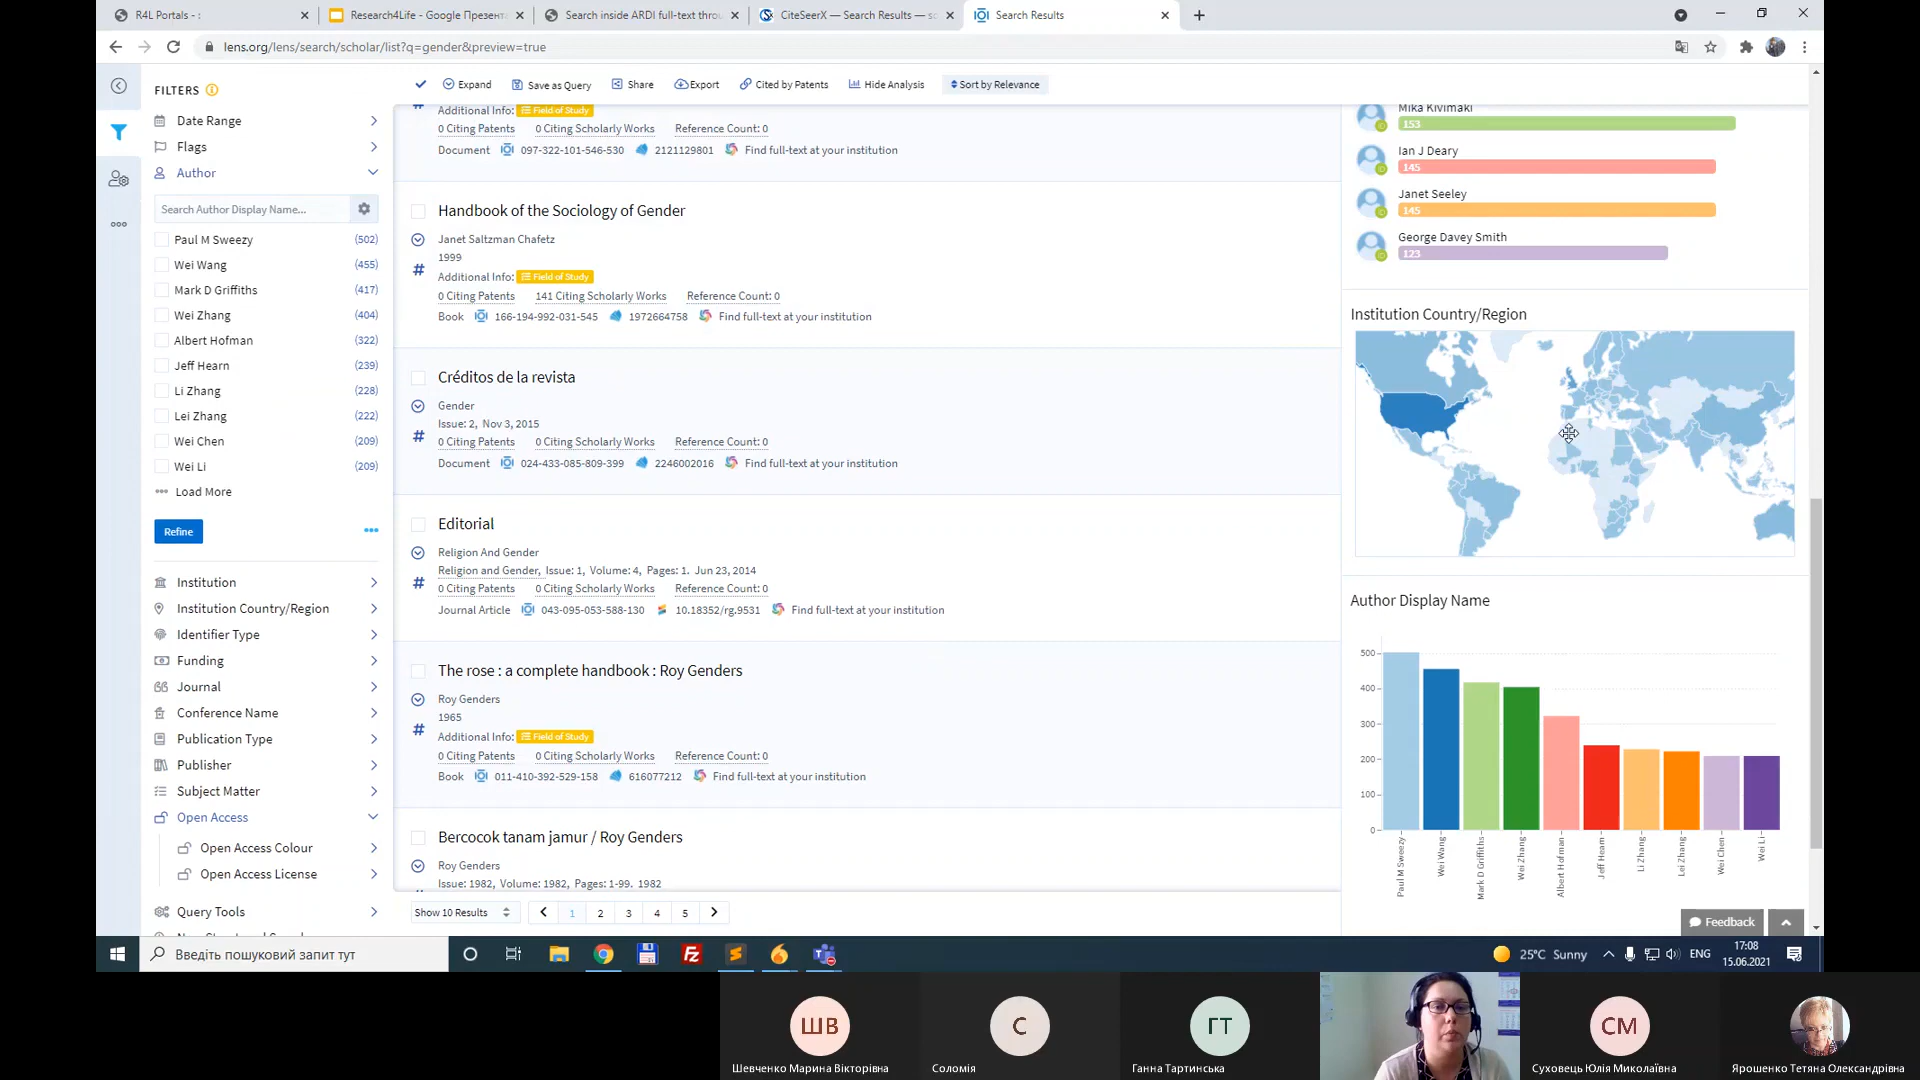 R4L Portals - :
Research4Life - Google Презент
Search inside ARDI full-text throu
CiteSeerX — Search Results — sc
Search Results
lens.org/lens/search/scholar/list?q=gender&preview=true
FILTERS
Expand
Save as Query
Share
Export
Cited by Patents
Hide Analysis
Sort by Relevance
Date Range
Flags
Author
Search Author Display Name...
Paul M Sweezy (502)
Wei Wang (455)
Mark D Griffiths (417)
Wei Zhang (404)
Albert Hofman (322)
Jeff Hearn (239)
Li Zhang (228)
Lei Zhang (222)
Wei Chen (209)
Wei Li (209)
Load More
Refine
Institution
Institution Country/Region
Identifier Type
Funding
Journal
Conference Name
Publication Type
Publisher
Subject Matter
Open Access
Open Access Colour
Open Access License
Query Tools
Additional Info: Field of Study
0 Citing Patents 0 Citing Scholarly Works Reference Count: 0
Document 097-322-101-546-530 2121129801 Find full-text at your institution
Handbook of the Sociology of Gender
Janet Saltzman Chafetz
1999
Additional Info: Field of Study
0 Citing Patents 141 Citing Scholarly Works Reference Count: 0
Book 166-194-992-031-545 1972664758 Find full-text at your institution
Créditos de la revista
Gender
Issue: 2, Nov 3, 2015
0 Citing Patents 0 Citing Scholarly Works Reference Count: 0
Document 024-433-085-809-399 2246002016 Find full-text at your institution
Editorial
Religion And Gender
Religion and Gender, Issue: 1, Volume: 4, Pages: 1. Jun 23, 2014
0 Citing Patents 0 Citing Scholarly Works Reference Count: 0
Journal Article 043-095-053-588-130 10.18352/rg.9531 Find full-text at your institution
The rose : a complete handbook : Roy Genders
Roy Genders
1965
Additional Info: Field of Study
0 Citing Patents 0 Citing Scholarly Works Reference Count: 0
Book 011-410-392-529-158 616077212 Find full-text at your institution
Bercocok tanam jamur / Roy Genders
Roy Genders
Issue: 1982, Volume: 1982, Pages: 1-99. 1982
Show 10 Results
1 2 3 4 5
Mika Kivimaki
153
Ian J Deary
145
Janet Seeley
145
George Davey Smith
123
Institution Country/Region
Author Display Name
500
400
300
200
100
0
Paul M Sweezy
Wei Wang
Mark D Griffiths
Wei Zhang
Albert Hofman
Jeff Hearn
Li Zhang
Lei Zhang
Wei Chen
Wei Li
Feedback
Введіть пошуковий запит тут
25°C Sunny
ENG
17:08
15.06.2021
ШВ
С
ГТ
СМ
Шевченко Марина Вікторівна
Соломія
Ганна Тартинська
Суховець Юлія Миколаївна
Ярошенко Тетяна Олександрівна